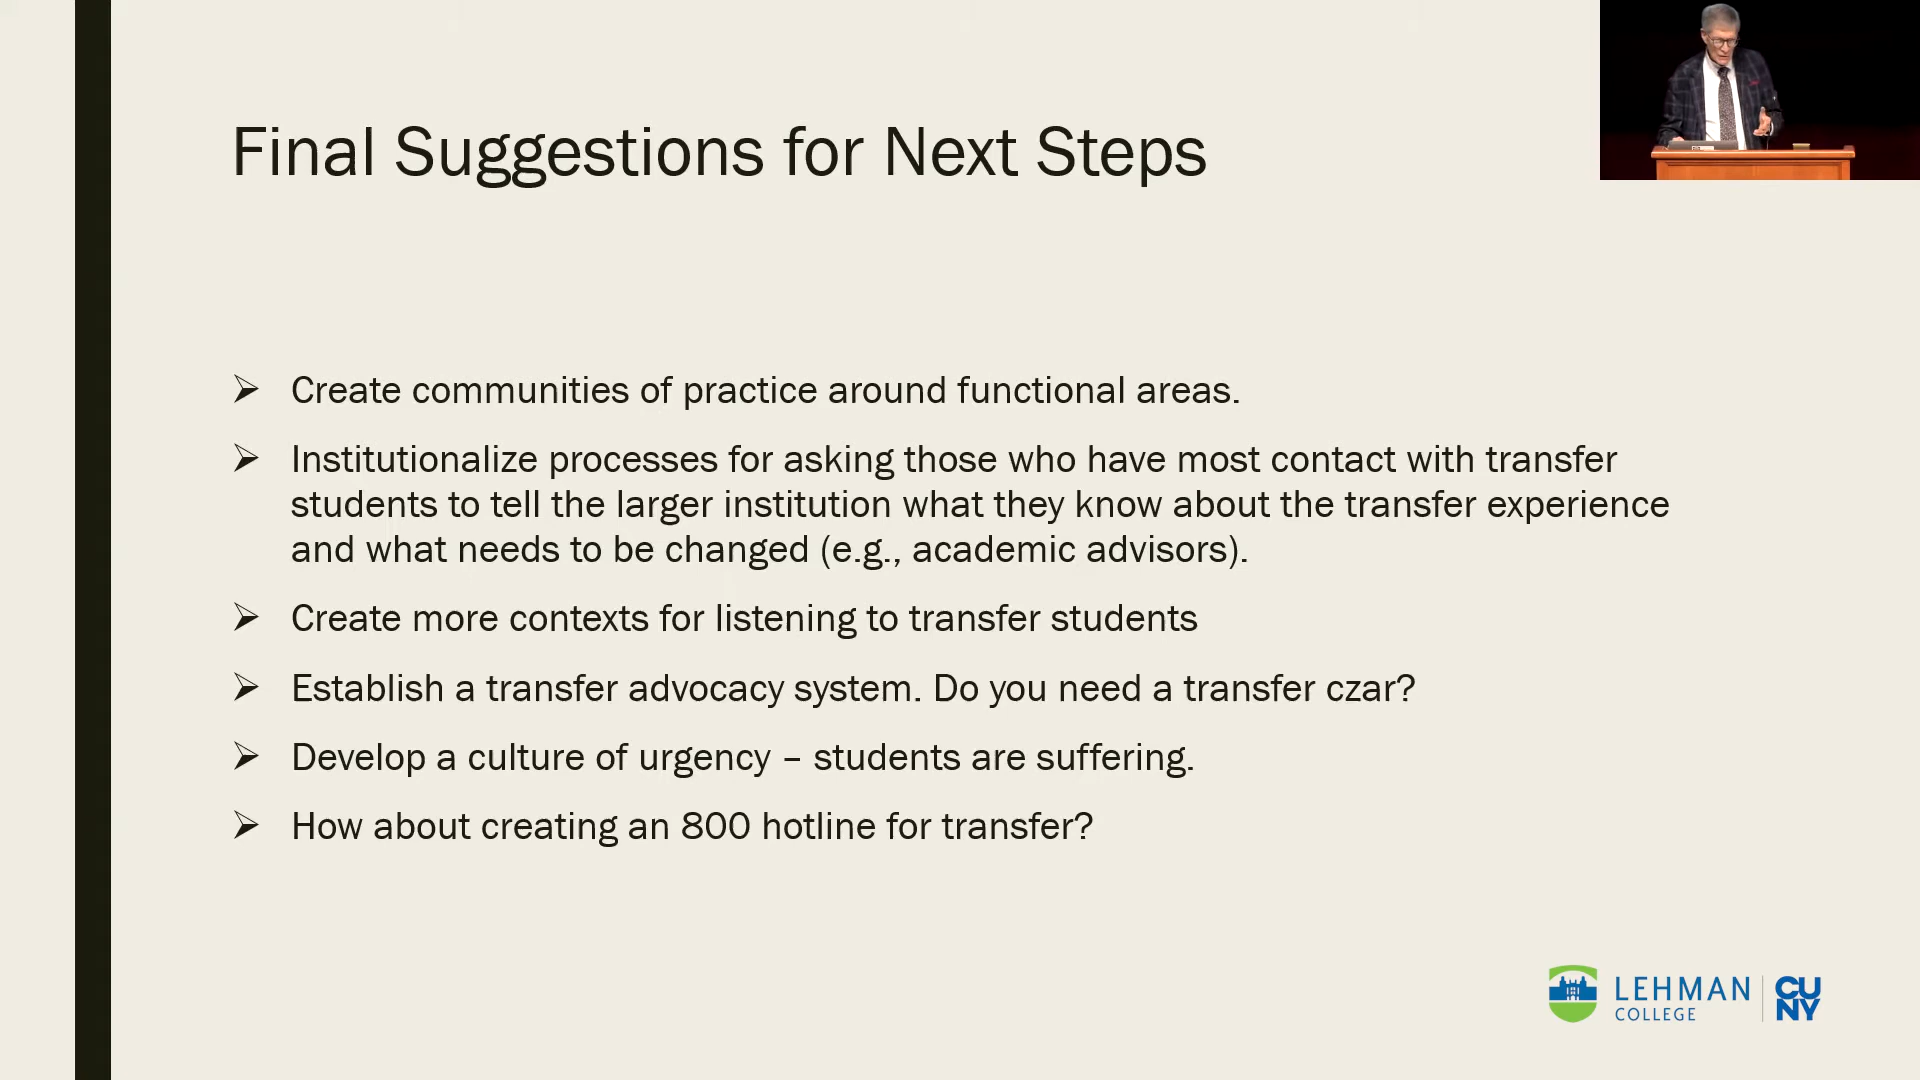 Final Suggestions for Next Steps
➢ Create communities of practice around functional areas.
➢ Institutionalize processes for asking those who have most contact with transfer
students to tell the larger institution what they know about the transfer experience
and what needs to be changed (e.g., academic advisors).
➢ Create more contexts for listening to transfer students
➢ Establish a transfer advocacy system. Do you need a transfer czar?
➢ Develop a culture of urgency – students are suffering.
➢ How about creating an 800 hotline for transfer?
LEHMAN
COLLEGE
CU
NY